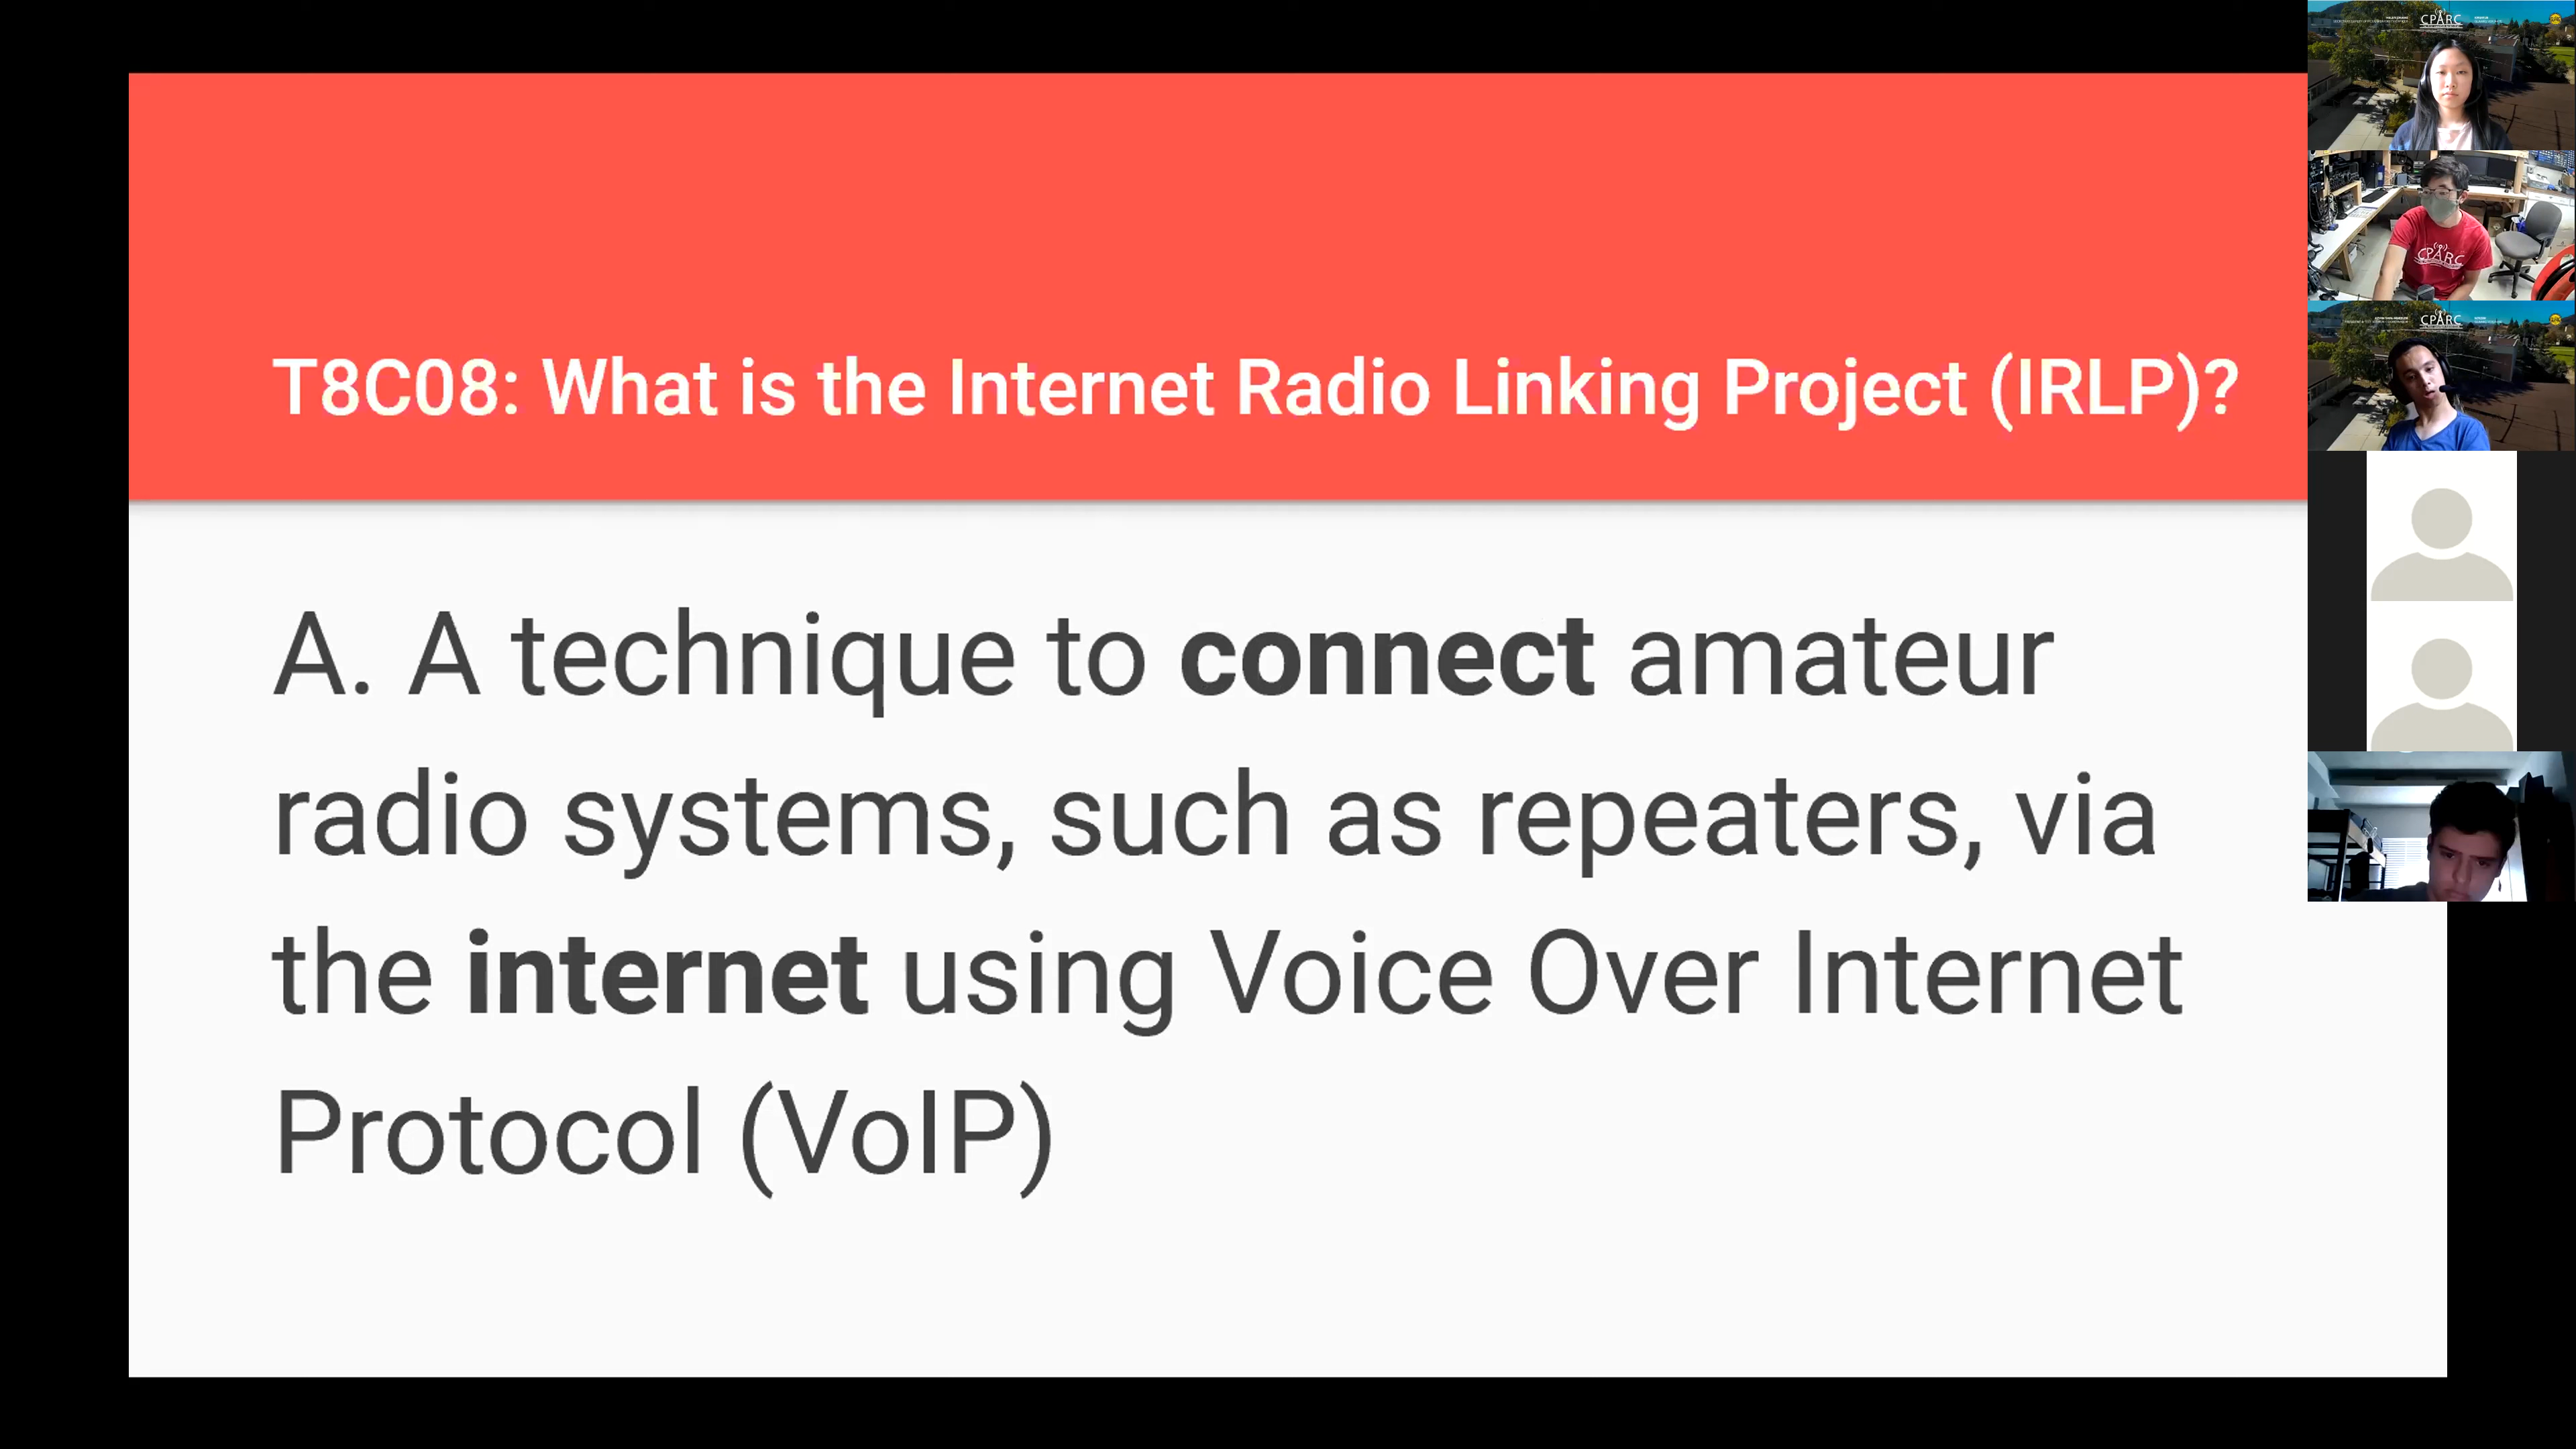 T8C08: What is the Internet Radio Linking Project (IRLP)?
A. A technique to connect amateur
radio systems, such as repeaters, via
the internet using Voice Over Internet
Protocol (VoIP)
CPARC
CPARC
CPARC